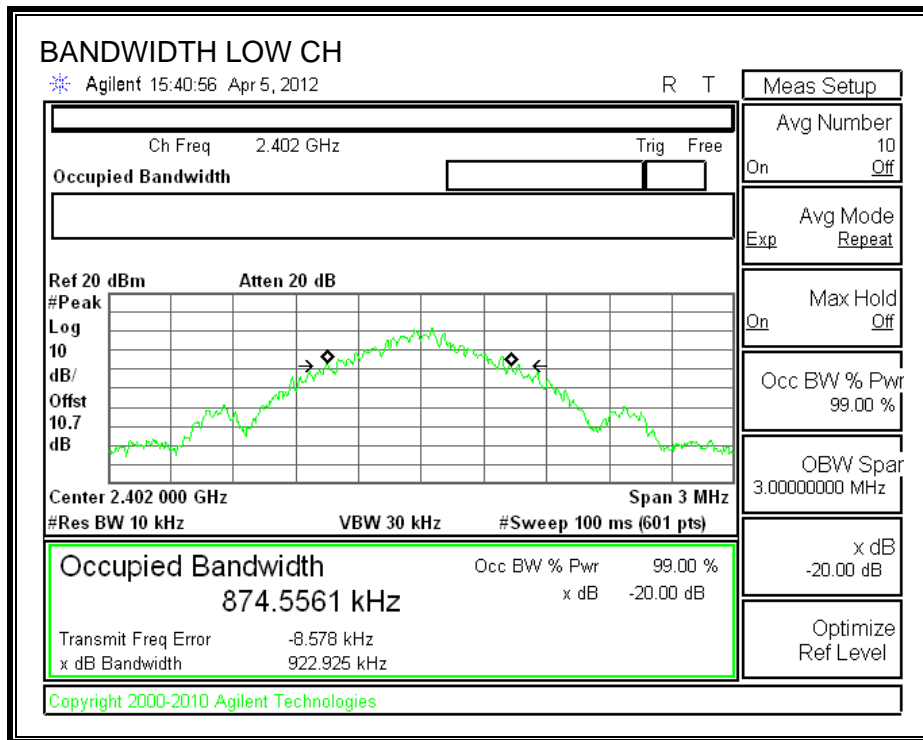 BANDWIDTH LOW CH
Agilent 15:40:56 Apr 5, 2012 R T
Ch Freq 2.402 GHz Trig Free
Occupied Bandwidth
Ref 20 dBm Atten 20 dB
#Peak
Log
10
dB/
Offst
10.7
dB
Center 2.402 000 GHz Span 3 MHz
#Res BW 10 kHz VBW 30 kHz #Sweep 100 ms (601 pts)
Occupied Bandwidth Occ BW % Pwr 99.00 %
874.5561 kHz x dB -20.00 dB
Transmit Freq Error -8.578 kHz
x dB Bandwidth 922.925 kHz
Copyright 2000-2010 Agilent Technologies
Meas Setup
Avg Number
10
On Off
Avg Mode
Exp Repeat
Max Hold
On Off
Occ BW % Pwr
99.00 %
OBW Span
3.00000000 MHz
x dB
-20.00 dB
Optimize
Ref Level